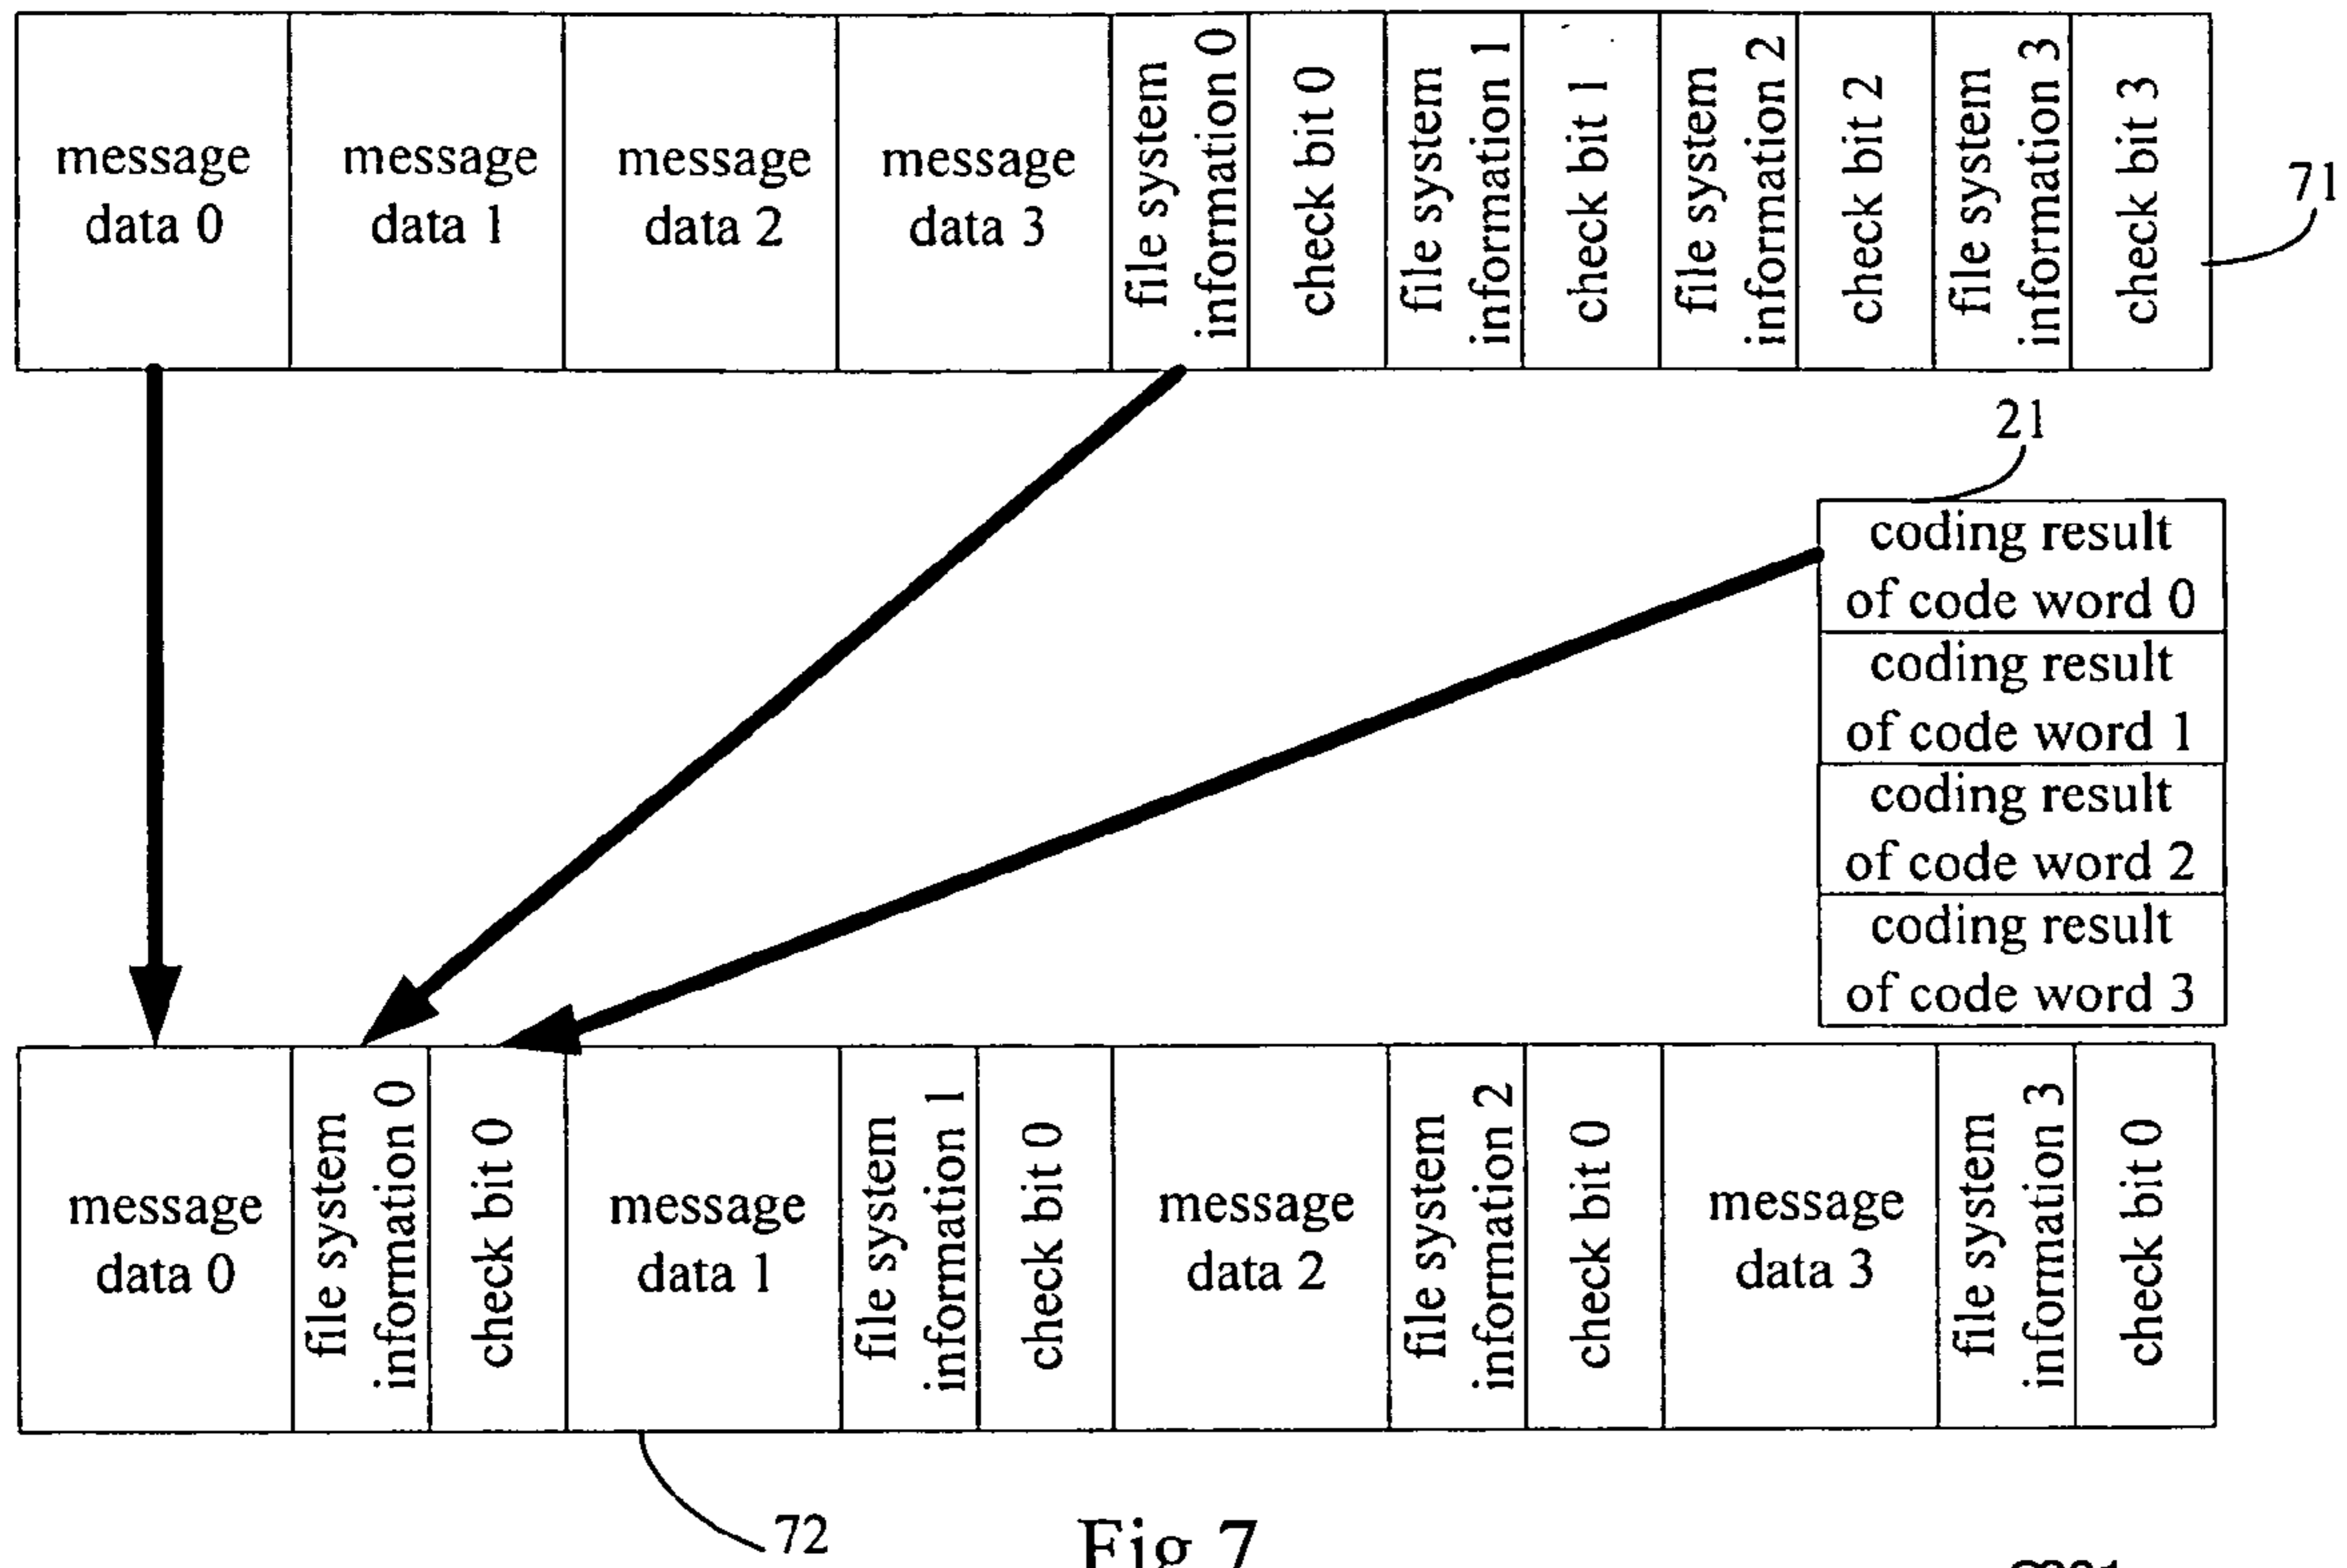 message
data 0
message
data 1
message
data 2
message
data 3
file system
information 0
check bit 0
file system
information 1
check bit 1
file system
information 2
check bit 2
file system
information 3
check bit 3
71
21
coding result
of code word 0
coding result
of code word 1
coding result
of code word 2
coding result
of code word 3
message
data 0
file system
information 0
check bit 0
message
data 1
file system
information 1
check bit 0
message
data 2
file system
information 2
check bit 0
message
data 3
file system
information 3
check bit 0
72
Fig 7